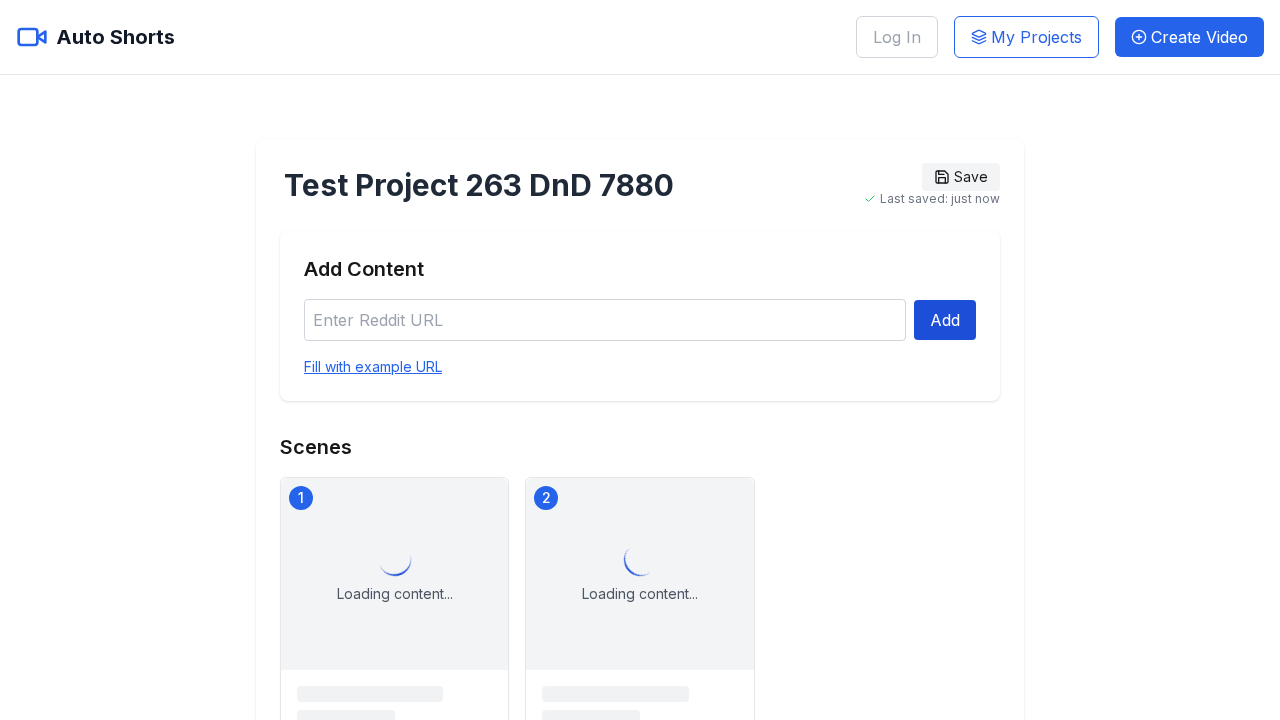 Auto Shorts
Log In
My Projects
Create Video
Test Project 263 DnD 7880
Save
Last saved: just now
Add Content
Enter Reddit URL
Add
Fill with example URL
Scenes
1
Loading content...
2
Loading content...